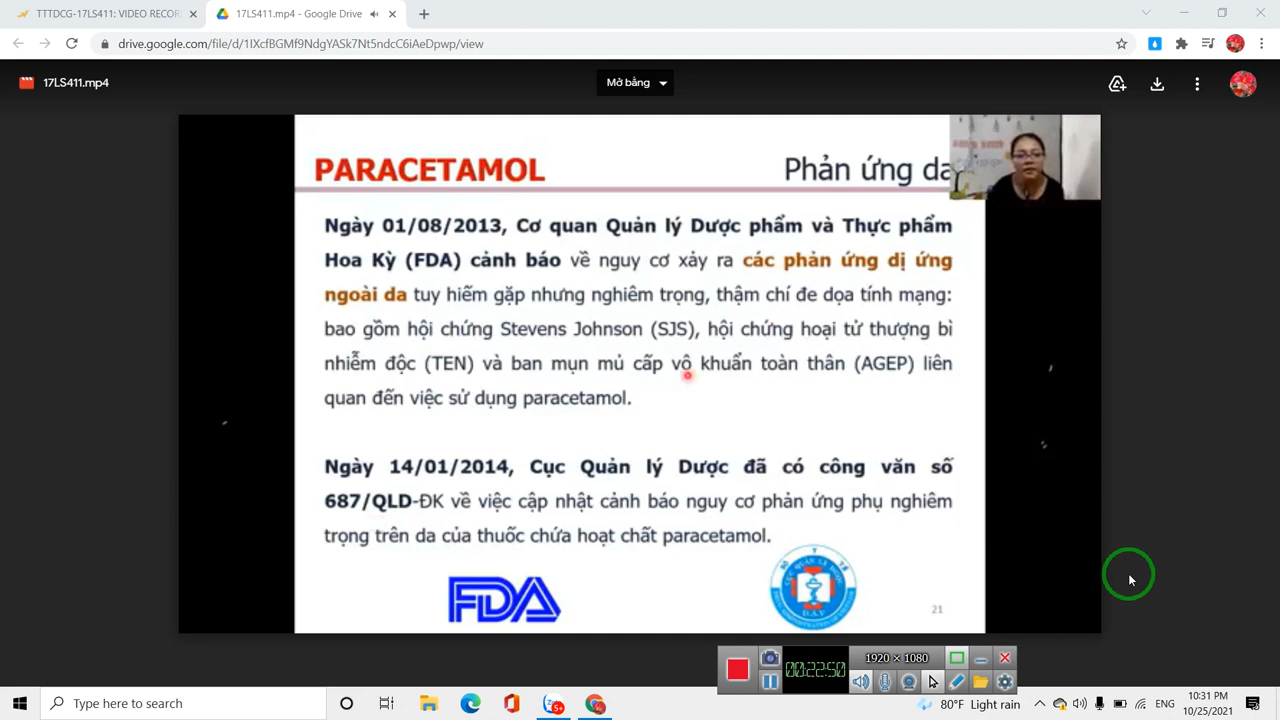 TTTDCG-17LS411: VIDEO RECOR
17LS411.mp4 - Google Drive
drive.google.com/file/d/1IXcfBGMf9NdgYASk7Nt5ndcC6iAeDpwp/view
17LS411.mp4
Mở bằng
PARACETAMOL
Phản ứng da
Ngày 01/08/2013, Cơ quan Quản lý Dược phẩm và Thực phẩm
Hoa Kỳ (FDA) cảnh báo về nguy cơ xảy ra các phản ứng dị ứng
ngoài da tuy hiếm gặp nhưng nghiêm trọng, thậm chí đe dọa tính mạng:
bao gồm hội chứng Stevens Johnson (SJS), hội chứng hoại tử thượng bì
nhiễm độc (TEN) và ban mụn mủ cấp vô khuẩn toàn thân (AGEP) liên
quan đến việc sử dụng paracetamol.
Ngày 14/01/2014, Cục Quản lý Dược đã có công văn số
687/QLD-ĐK về việc cập nhật cảnh báo nguy cơ phản ứng phụ nghiêm
trọng trên da của thuốc chứa hoạt chất paracetamol.
FDA
BỘ Y TẾ
CỤC QUẢN LÝ DƯỢC
D.A.V
21
1920 × 1080
00:22:50
Type here to search
5+
80°F Light rain
ENG
10:31 PM
10/25/2021